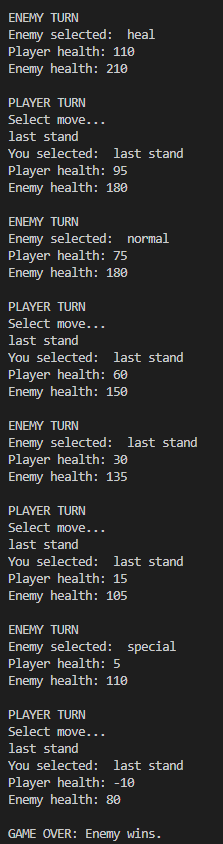 ENEMY TURN
Enemy selected:  heal
Player health: 110
Enemy health: 210
PLAYER TURN
Select move...
last stand
You selected:  last stand
Player health: 95
Enemy health: 180
ENEMY TURN
Enemy selected:  normal
Player health: 75
Enemy health: 180
PLAYER TURN
Select move...
last stand
You selected:  last stand
Player health: 60
Enemy health: 150
ENEMY TURN
Enemy selected:  last stand
Player health: 30
Enemy health: 135
PLAYER TURN
Select move...
last stand
You selected:  last stand
Player health: 15
Enemy health: 105
ENEMY TURN
Enemy selected:  special
Player health: 5
Enemy health: 110
PLAYER TURN
Select move...
last stand
You selected:  last stand
Player health: -10
Enemy health: 80
GAME OVER: Enemy wins.